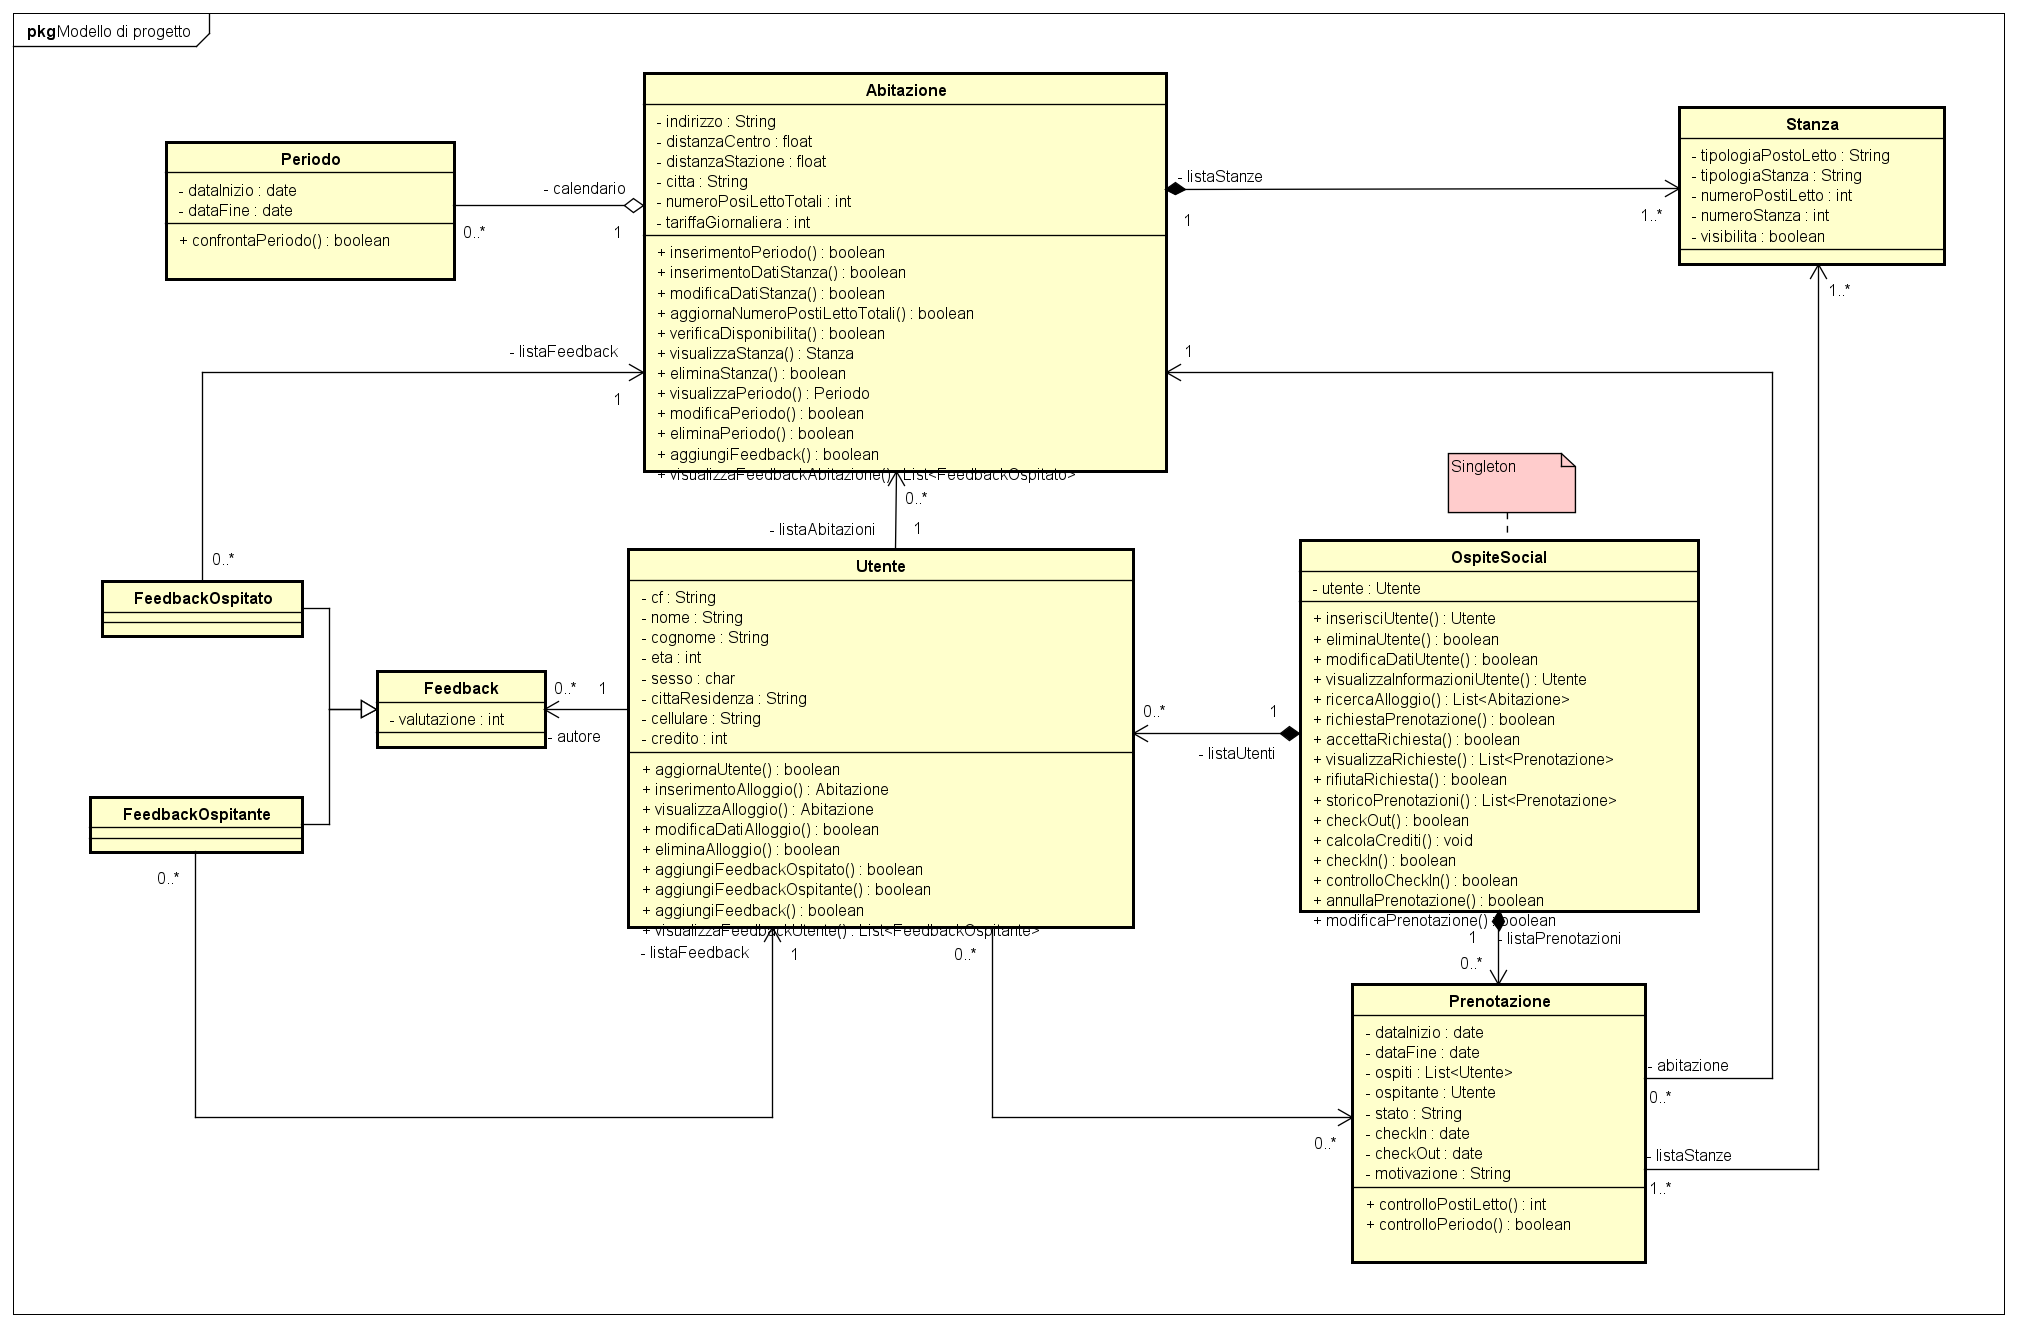 pkg Modello di progetto
Abitazione
- indirizzo : String
- distanzaCentro : float
- distanzaStazione : float
- citta : String
- numeroPosiLettoTotali : int
- tariffaGiornaliera : int
+ inserimentoPeriodo() : boolean
+ inserimentoDatiStanza() : boolean
+ modificaDatiStanza() : boolean
+ aggiornaNumeroPostiLettoTotali() : boolean
+ verificaDisponibilita() : boolean
+ visualizzaStanza() : Stanza
+ eliminaStanza() : boolean
+ visualizzaPeriodo() : Periodo
+ modificaPeriodo() : boolean
+ eliminaPeriodo() : boolean
+ aggiungiFeedback() : boolean
+ visualizzaFeedbackAbitazione() : List<FeedbackOspitato>
Periodo
- dataInizio : date
- dataFine : date
+ confrontaPeriodo() : boolean
- calendario
0..*
1
Stanza
- tipologiaPostoLetto : String
- tipologiaStanza : String
- numeroPostiLetto : int
- numeroStanza : int
- visibilita : boolean
- listaStanze
1
1..*
1..*
1
- listaFeedback
1
0..*
0..*
- listaAbitazioni
1
Singleton
FeedbackOspitato
Feedback
- valutazione : int
0..*
1
- autore
FeedbackOspitante
0..*
Utente
- cf : String
- nome : String
- cognome : String
- eta : int
- sesso : char
- cittaResidenza : String
- cellulare : String
- credito : int
+ aggiornaUtente() : boolean
+ inserimentoAlloggio() : Abitazione
+ visualizzaAlloggio() : Abitazione
+ modificaDatiAlloggio() : boolean
+ eliminaAlloggio() : boolean
+ aggiungiFeedbackOspitato() : boolean
+ aggiungiFeedbackOspitante() : boolean
+ aggiungiFeedback() : boolean
+ visualizzaFeedbackUtente() : List<FeedbackOspitante>
- listaFeedback
1
0..*
0..*
1
- listaUtenti
OspiteSocial
- utente : Utente
+ inserisciUtente() : Utente
+ eliminaUtente() : boolean
+ modificaDatiUtente() : boolean
+ visualizzaInformazioniUtente() : Utente
+ ricercaAlloggio() : List<Abitazione>
+ richiestaPrenotazione() : boolean
+ accettaRichiesta() : boolean
+ visualizzaRichieste() : List<Prenotazione>
+ rifiutaRichiesta() : boolean
+ storicoPrenotazioni() : List<Prenotazione>
+ checkOut() : boolean
+ calcolaCrediti() : void
+ checkIn() : boolean
+ controlloCheckIn() : boolean
+ annullaPrenotazione() : boolean
+ modificaPrenotazione() : boolean
1
- listaPrenotazioni
0..*
Prenotazione
- dataInizio : date
- dataFine : date
- ospiti : List<Utente>
- ospitante : Utente
- stato : String
- checkIn : date
- checkOut : date
- motivazione : String
+ controlloPostiLetto() : int
+ controlloPeriodo() : boolean
- abitazione
0..*
0..*
- listaStanze
1..*